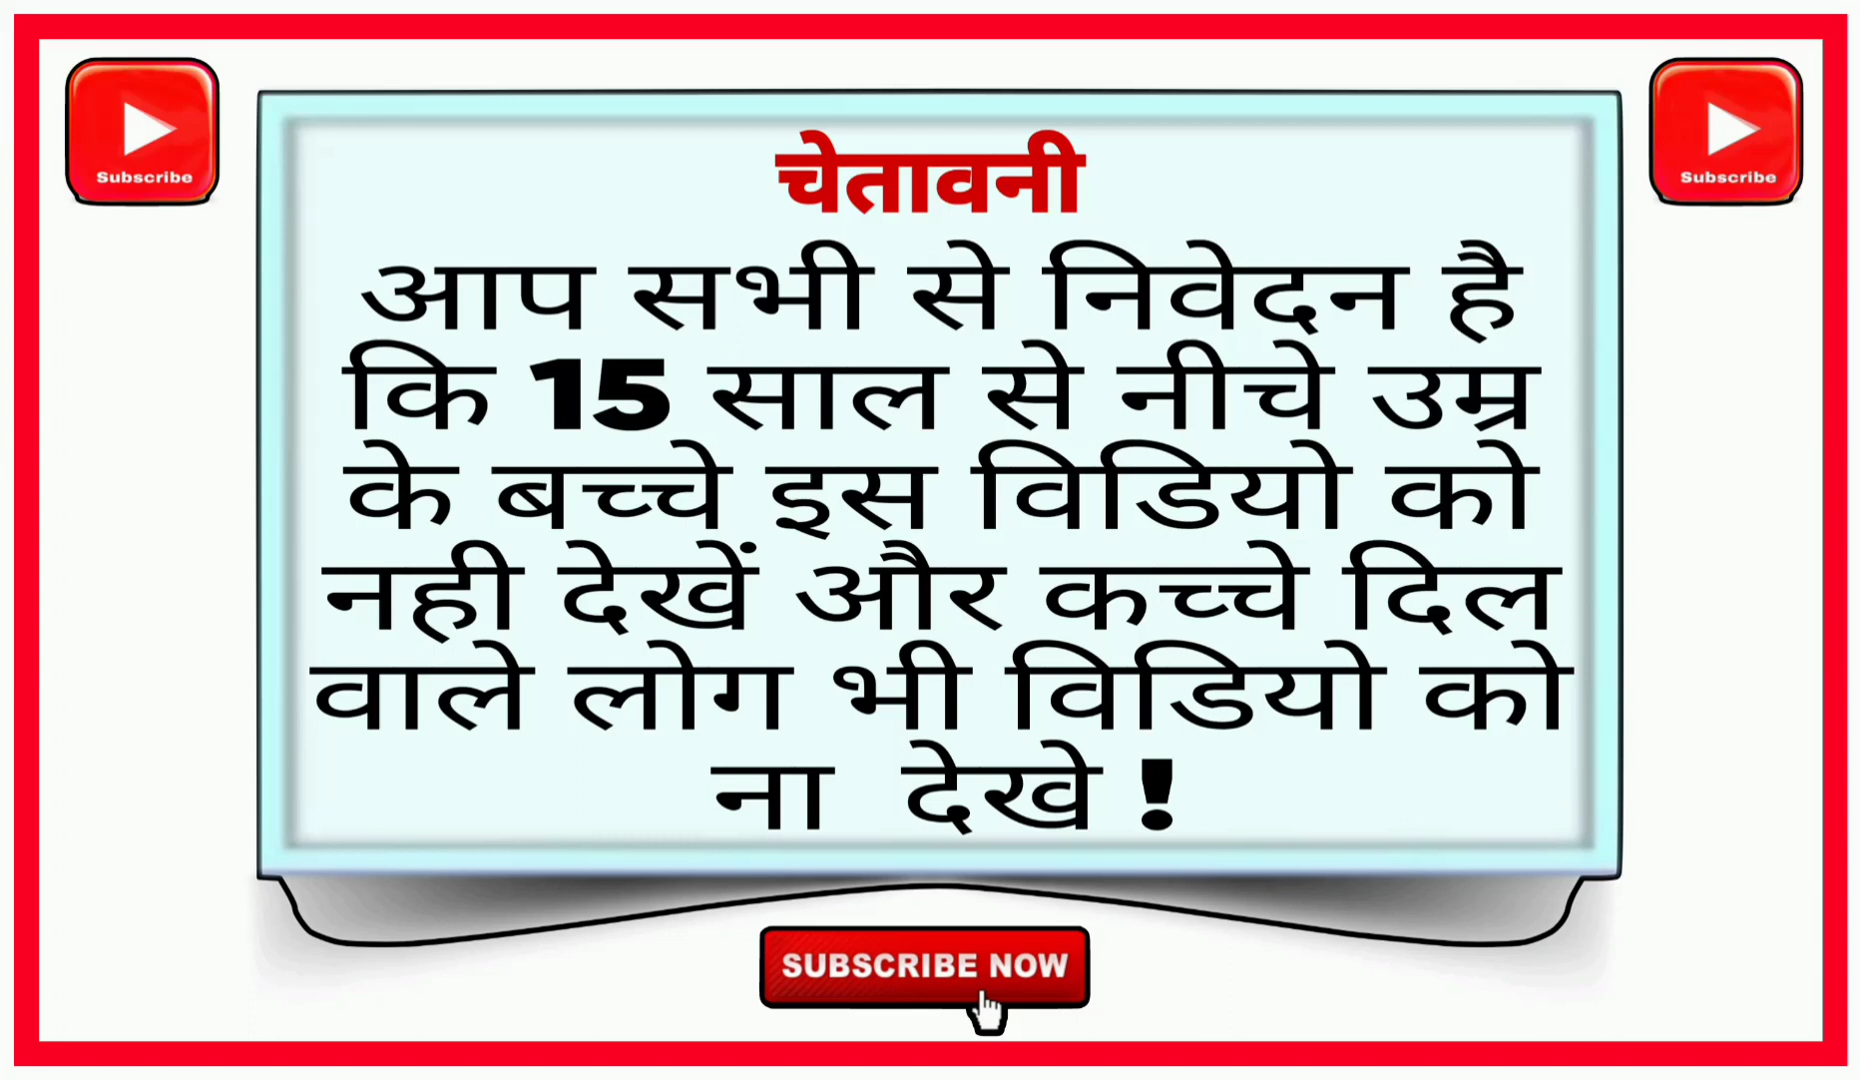 Subscribe
Subscribe
चेतावनी
आप सभी से निवेदन है
कि 15 साल से नीचे उम्र
के बच्चे इस विडियो को
नही देखें और कच्चे दिल
वाले लोग भी विडियो को
ना देखे !
SUBSCRIBE NOW